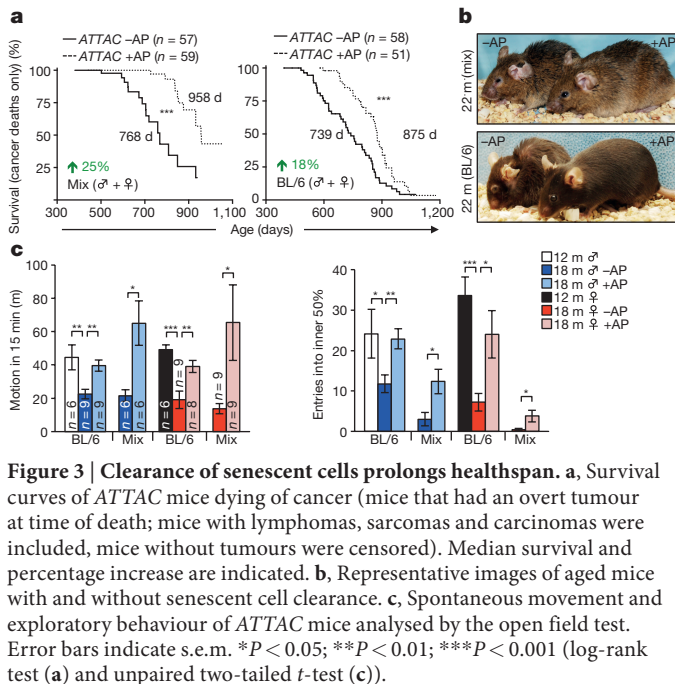 a
ATTAC –AP (n = 57)
ATTAC +AP (n = 59)
Survival (cancer deaths only) (%)
100
75
50
25
958 d
***
768 d
↑ 25%
Mix (♂ + ♀)
300 500 700 900 1,100
ATTAC –AP (n = 58)
ATTAC +AP (n = 51)
100
75
50
25
***
739 d
875 d
↑ 18%
BL/6 (♂ + ♀)
300 600 900 1,200
Age (days)
b
22 m (mix)
–AP +AP
22 m (BL/6)
–AP +AP
c
Motion in 15 min (m)
100
80
60
40
20
0
** ** * *** ** *
n = 6
n = 9
n = 9
n = 6
n = 6
n = 6
n = 9
n = 8
n = 9
n = 9
BL/6 Mix BL/6 Mix
Entries into inner 50%
40
30
20
10
0
* ** * *** * *
BL/6 Mix BL/6 Mix
12 m ♂
18 m ♂ –AP
18 m ♂ +AP
12 m ♀
18 m ♀ –AP
18 m ♀ +AP
Figure 3 | Clearance of senescent cells prolongs healthspan. a, Survival
curves of ATTAC mice dying of cancer (mice that had an overt tumour
at time of death; mice with lymphomas, sarcomas and carcinomas were
included, mice without tumours were censored). Median survival and
percentage increase are indicated. b, Representative images of aged mice
with and without senescent cell clearance. c, Spontaneous movement and
exploratory behaviour of ATTAC mice analysed by the open field test.
Error bars indicate s.e.m. *P < 0.05; **P < 0.01; ***P < 0.001 (log-rank
test (a) and unpaired two-tailed t-test (c)).